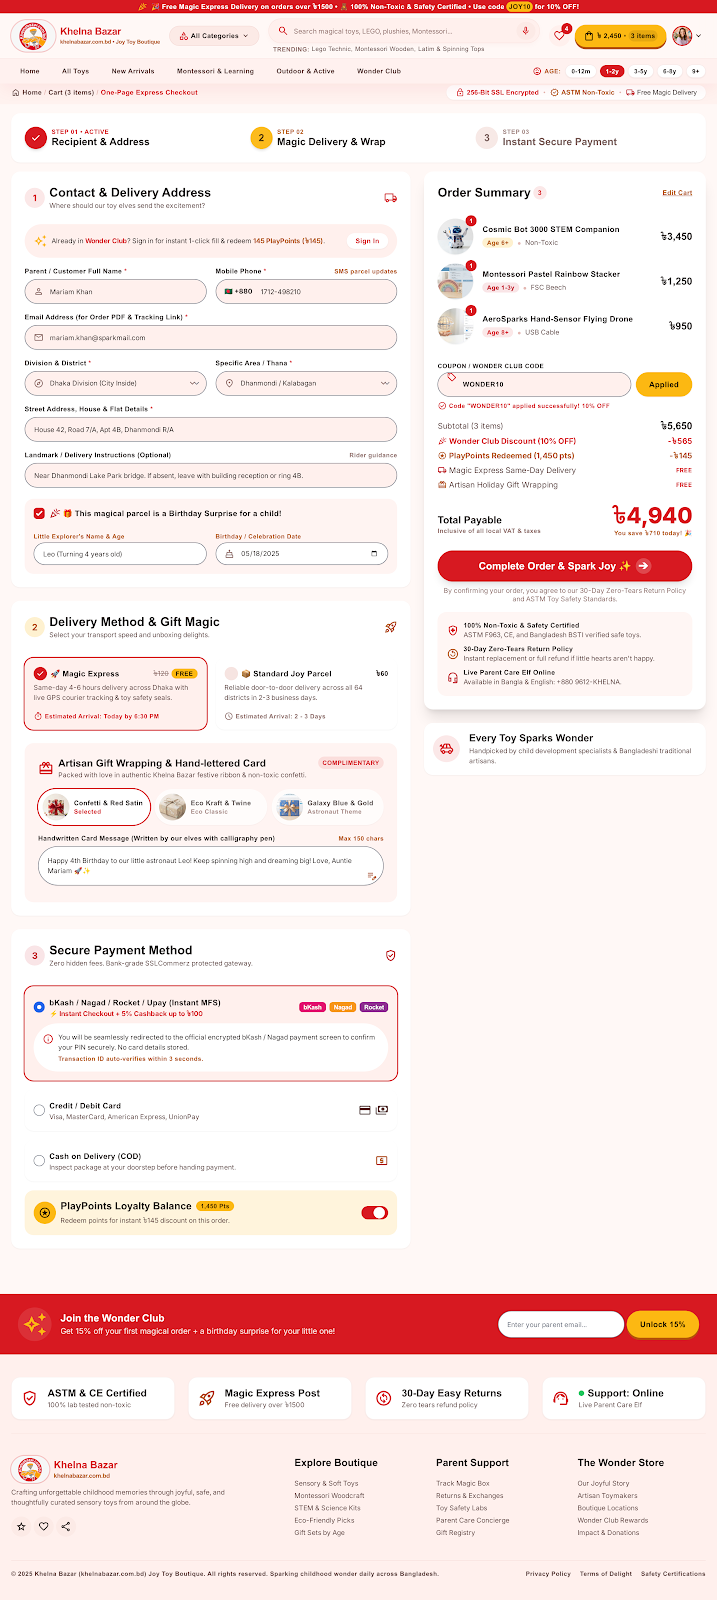 🎉 🎉 Free Magic Express Delivery on orders over ৳1500 • 🧸 100% Non-Toxic & Safety Certified • Use code JOY10 for 10% OFF!
Khelna Bazar
khelnabazar.com.bd • Joy Toy Boutique
All Categories
Search magical toys, LEGO, plushies, Montessori...
TRENDING: Lego Technic, Montessori Wooden, Latim & Spinning Tops
4
৳ 2,450 • 3 items
Home
All Toys
New Arrivals
Montessori & Learning
Outdoor & Active
Wonder Club
AGE:
0-12m
1-2y
3-5y
6-8y
9+
Home / Cart (3 items) / One-Page Express Checkout
256-Bit SSL Encrypted • ASTM Non-Toxic • Free Magic Delivery
STEP 01 • ACTIVE
Recipient & Address
2
STEP 02
Magic Delivery & Wrap
3
STEP 03
Instant Secure Payment
1
Contact & Delivery Address
Where should our toy elves send the excitement?
Already in Wonder Club? Sign in for instant 1-click fill & redeem 145 PlayPoints (৳145).
Sign In
Parent / Customer Full Name *
Mariam Khan
Mobile Phone *
SMS parcel updates
🇧🇩 +880
1712-498210
Email Address (for Order PDF & Tracking Link) *
mariam.khan@sparkmail.com
Division & District *
Dhaka Division (City Inside)
Specific Area / Thana *
Dhanmondi / Kalabagan
Street Address, House & Flat Details *
House 42, Road 7/A, Apt 4B, Dhanmondi R/A
Landmark / Delivery Instructions (Optional)
Rider guidance
Near Dhanmondi Lake Park bridge. If absent, leave with building reception or ring 4B.
🎉 🎁 This magical parcel is a Birthday Surprise for a child!
Little Explorer's Name & Age
Leo (Turning 4 years old)
Birthday / Celebration Date
05/18/2025
2
Delivery Method & Gift Magic
Select your transport speed and unboxing delights.
🚀 Magic Express
৳120 FREE
Same-day 4-6 hours delivery across Dhaka with
live GPS courier tracking & toy safety seals.
Estimated Arrival: Today by 6:30 PM
📦 Standard Joy Parcel
৳60
Reliable door-to-door delivery across all 64
districts in 2-3 business days.
Estimated Arrival: 2 - 3 Days
Artisan Gift Wrapping & Hand-lettered Card
COMPLIMENTARY
Packed with love in authentic Khelna Bazar festive ribbon & non-toxic confetti.
Confetti & Red Satin
Selected
Eco Kraft & Twine
Eco Classic
Galaxy Blue & Gold
Astronaut Theme
Handwritten Card Message (Written by our elves with calligraphy pen)
Max 150 chars
Happy 4th Birthday to our little astronaut Leo! Keep spinning high and dreaming big! Love, Auntie
Mariam 🚀✨
3
Secure Payment Method
Zero hidden fees. Bank-grade SSLCommerz protected gateway.
bKash / Nagad / Rocket / Upay (Instant MFS)
bKash
Nagad
Rocket
⚡ Instant Checkout + 5% Cashback up to ৳100
You will be seamlessly redirected to the official encrypted bKash / Nagad payment screen to confirm
your PIN securely. No card details stored.
Transaction ID auto-verifies within 3 seconds.
Credit / Debit Card
Visa, MasterCard, American Express, UnionPay
Cash on Delivery (COD)
Inspect package at your doorstep before handing payment.
PlayPoints Loyalty Balance
1,450 Pts
Redeem points for instant ৳145 discount on this order.
Order Summary 3
Edit Cart
1
Cosmic Bot 3000 STEM Companion
Age 6+ • Non-Toxic
৳3,450
1
Montessori Pastel Rainbow Stacker
Age 1-3y • FSC Beech
৳1,250
1
AeroSparks Hand-Sensor Flying Drone
Age 8+ • USB Cable
৳950
COUPON / WONDER CLUB CODE
WONDER10
Applied
Code "WONDER10" applied successfully! 10% OFF
Subtotal (3 items)
৳5,650
🎉 Wonder Club Discount (10% OFF)
-৳565
PlayPoints Redeemed (1,450 pts)
-৳145
Magic Express Same-Day Delivery
FREE
Artisan Holiday Gift Wrapping
FREE
Total Payable
Inclusive of all local VAT & taxes
৳4,940
You save ৳710 today! 🎉
Complete Order & Spark Joy ✨
By confirming your order, you agree to our 30-Day Zero-Tears Return Policy
and ASTM Toy Safety Standards.
100% Non-Toxic & Safety Certified
ASTM F963, CE, and Bangladesh BSTI verified safe toys.
30-Day Zero-Tears Return Policy
Instant replacement or full refund if little hearts aren't happy.
Live Parent Care Elf Online
Available in Bangla & English: +880 9612-KHELNA.
Every Toy Sparks Wonder
Handpicked by child development specialists & Bangladeshi traditional
artisans.
Join the Wonder Club
Get 15% off your first magical order + a birthday surprise for your little one!
Enter your parent email...
Unlock 15%
ASTM & CE Certified
100% lab tested non-toxic
Magic Express Post
Free delivery over ৳1500
30-Day Easy Returns
Zero tears refund policy
Support: Online
Live Parent Care Elf
Khelna Bazar
khelnabazar.com.bd
Crafting unforgettable childhood memories through joyful, safe, and
thoughtfully curated sensory toys from around the globe.
Explore Boutique
Sensory & Soft Toys
Montessori Woodcraft
STEM & Science Kits
Eco-Friendly Picks
Gift Sets by Age
Parent Support
Track Magic Box
Returns & Exchanges
Toy Safety Labs
Parent Care Concierge
Gift Registry
The Wonder Store
Our Joyful Story
Artisan Toymakers
Boutique Locations
Wonder Club Rewards
Impact & Donations
© 2025 Khelna Bazar (khelnabazar.com.bd) Joy Toy Boutique. All rights reserved. Sparking childhood wonder daily across Bangladesh.
Privacy Policy
Terms of Delight
Safety Certifications